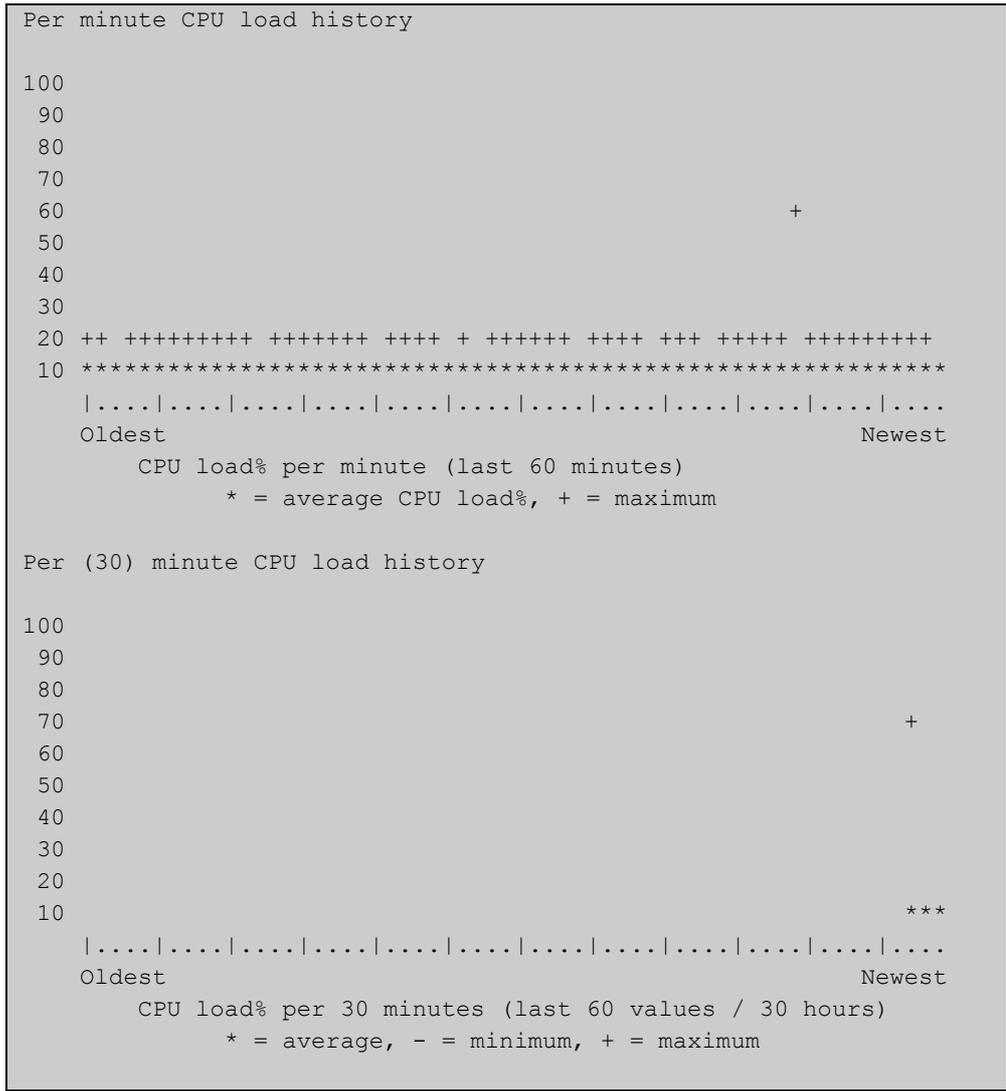 Per minute CPU load history

100
 90
 80
 70
 60                                                  +
 50
 40
 30
 20 ++ +++++++++ +++++++ ++++ + ++++++ ++++ +++ +++++ +++++++++
 10 ************************************************************
    |....|....|....|....|....|....|....|....|....|....|....|....
    Oldest                                                Newest
        CPU load% per minute (last 60 minutes)
              * = average CPU load%, + = maximum

Per (30) minute CPU load history

100
 90
 80
 70                                                          +
 60
 50
 40
 30
 20
 10                                                          ***
    |....|....|....|....|....|....|....|....|....|....|....|....
    Oldest                                                Newest
        CPU load% per 30 minutes (last 60 values / 30 hours)
              * = average, - = minimum, + = maximum